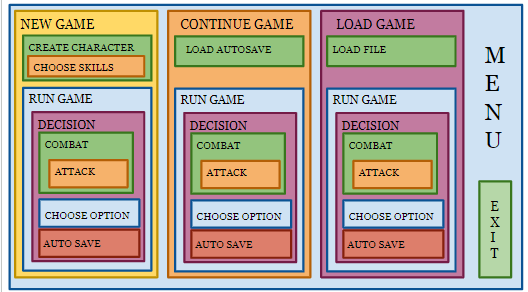 NEW GAME
CREATE CHARACTER
CHOOSE SKILLS
RUN GAME
DECISION
COMBAT
ATTACK
CHOOSE OPTION
AUTO SAVE
CONTINUE GAME
LOAD AUTOSAVE
RUN GAME
DECISION
COMBAT
ATTACK
CHOOSE OPTION
AUTO SAVE
LOAD GAME
LOAD FILE
RUN GAME
DECISION
COMBAT
ATTACK
CHOOSE OPTION
AUTO SAVE
MENU
EXIT